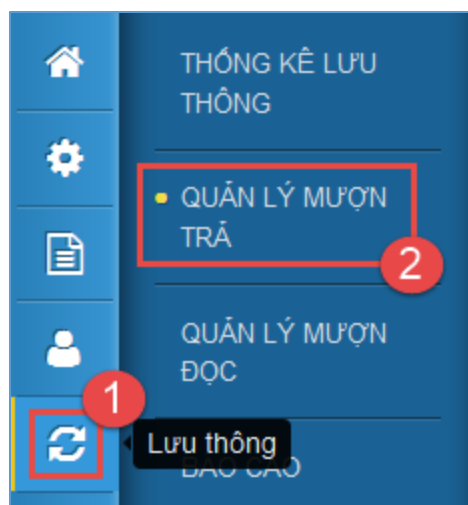 THỐNG KÊ LƯU
THÔNG
QUẢN LÝ MƯỢN
TRẢ
2
QUẢN LÝ MƯỢN
ĐỌC
1
Lưu thông
BÁO CÁO